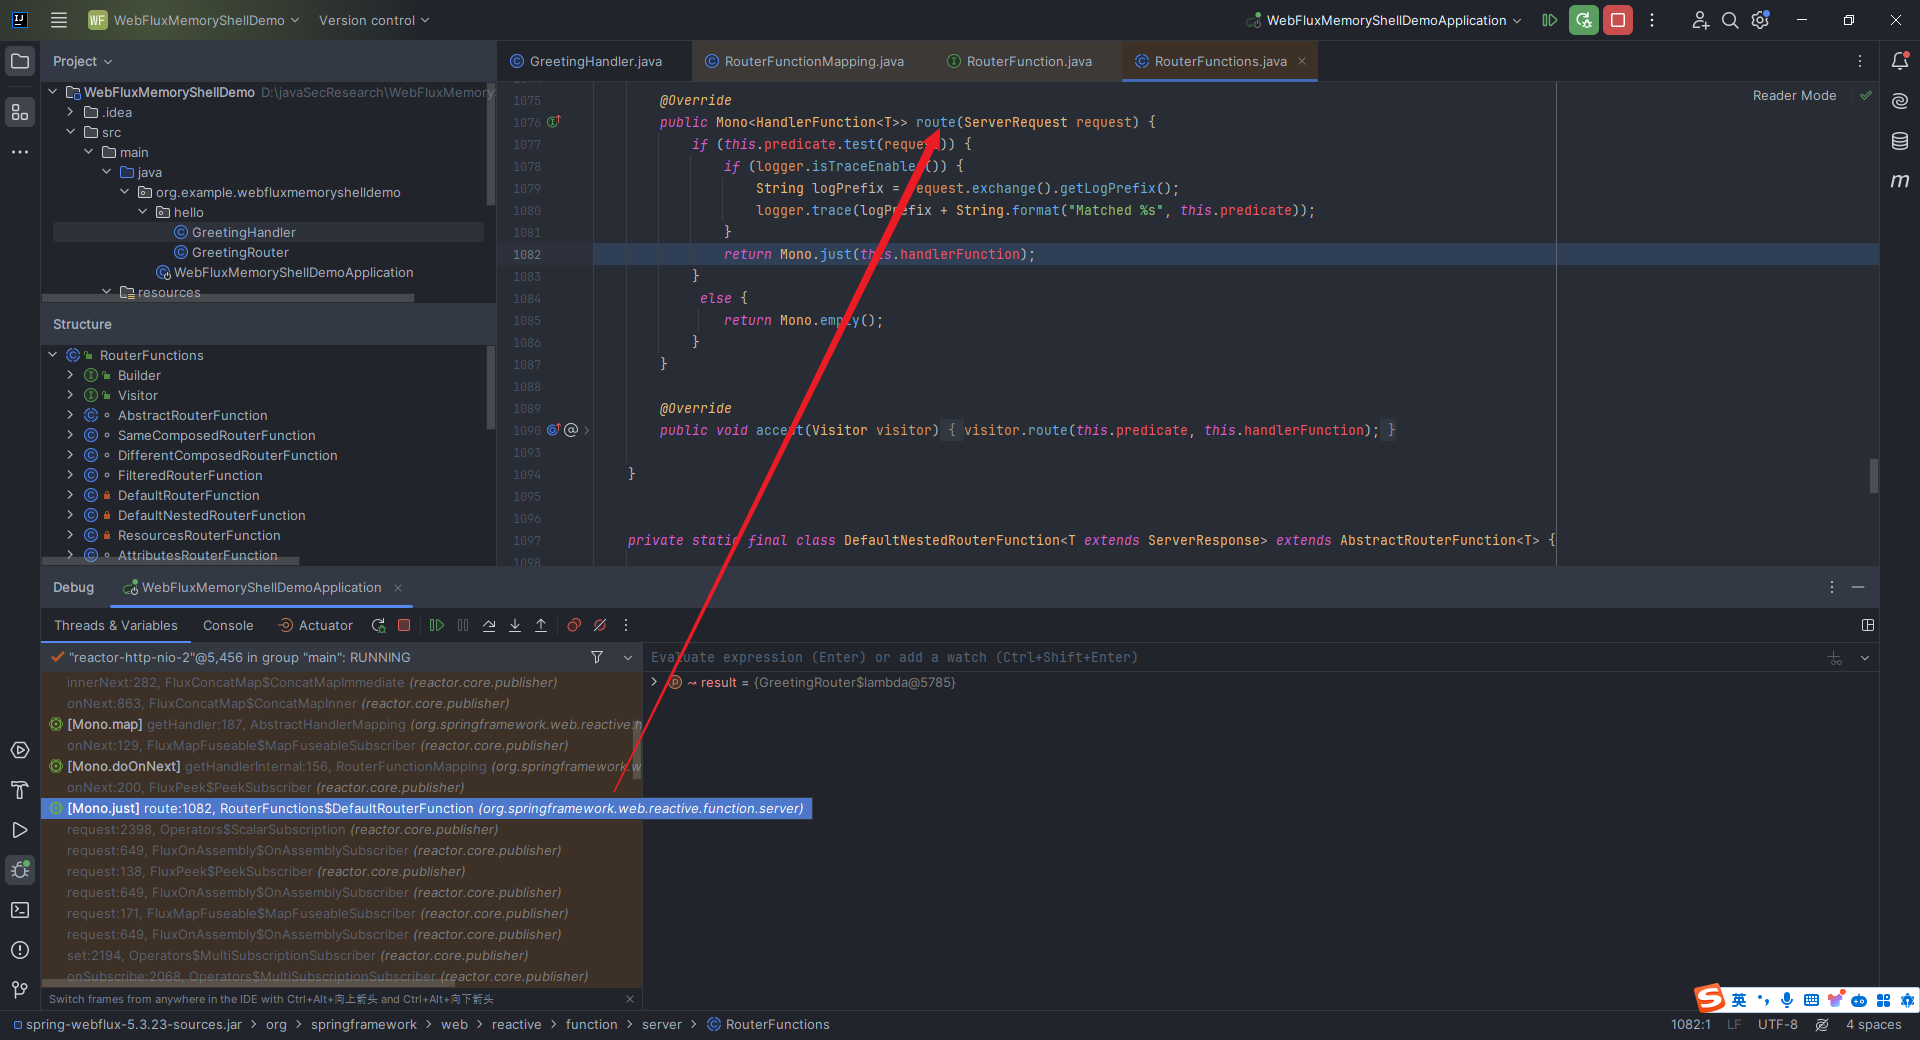 WF WebFluxMemoryShellDemo Version control WebFluxMemoryShellDemoApplication
Project
WebFluxMemoryShellDemo D:\javaSecResearch\WebFluxMemory
.idea
src
main
java
org.example.webfluxmemoryshelldemo
hello
GreetingHandler
GreetingRouter
WebFluxMemoryShellDemoApplication
resources
Structure
RouterFunctions
Builder
Visitor
AbstractRouterFunction
SameComposedRouterFunction
DifferentComposedRouterFunction
FilteredRouterFunction
DefaultRouterFunction
DefaultNestedRouterFunction
ResourcesRouterFunction
AttributesRouterFunction
GreetingHandler.java RouterFunctionMapping.java RouterFunction.java RouterFunctions.java
Reader Mode
1075 @Override
1076 public Mono<HandlerFunction<T>> route(ServerRequest request) {
1077 if (this.predicate.test(request)) {
1078 if (logger.isTraceEnabled()) {
1079 String logPrefix = request.exchange().getLogPrefix();
1080 logger.trace(logPrefix + String.format("Matched %s", this.predicate));
1081 }
1082 return Mono.just(this.handlerFunction);
1083 }
1084 else {
1085 return Mono.empty();
1086 }
1087 }
1088
1089 @Override
1090 public void accept(Visitor visitor) { visitor.route(this.predicate, this.handlerFunction); }
1093
1094 }
1095
1096
1097 private static final class DefaultNestedRouterFunction<T extends ServerResponse> extends AbstractRouterFunction<T> {
1098
Debug WebFluxMemoryShellDemoApplication
Threads & Variables Console Actuator
"reactor-http-nio-2"@5,456 in group "main": RUNNING
innerNext:282, FluxConcatMap$ConcatMapImmediate (reactor.core.publisher)
onNext:863, FluxConcatMap$ConcatMapInner (reactor.core.publisher)
[Mono.map] getHandler:187, AbstractHandlerMapping (org.springframework.web.reactive.h
onNext:129, FluxMapFuseable$MapFuseableSubscriber (reactor.core.publisher)
[Mono.doOnNext] getHandlerInternal:156, RouterFunctionMapping (org.springframework.w
onNext:200, FluxPeek$PeekSubscriber (reactor.core.publisher)
[Mono.just] route:1082, RouterFunctions$DefaultRouterFunction (org.springframework.web.reactive.function.server)
request:2398, Operators$ScalarSubscription (reactor.core.publisher)
request:649, FluxOnAssembly$OnAssemblySubscriber (reactor.core.publisher)
request:138, FluxPeek$PeekSubscriber (reactor.core.publisher)
request:649, FluxOnAssembly$OnAssemblySubscriber (reactor.core.publisher)
request:171, FluxMapFuseable$MapFuseableSubscriber (reactor.core.publisher)
request:649, FluxOnAssembly$OnAssemblySubscriber (reactor.core.publisher)
set:2194, Operators$MultiSubscriptionSubscriber (reactor.core.publisher)
onSubscribe:2068, Operators$MultiSubscriptionSubscriber (reactor.core.publisher)
Switch frames from anywhere in the IDE with Ctrl+Alt+向上箭头 and Ctrl+Alt+向下箭头
Evaluate expression (Enter) or add a watch (Ctrl+Shift+Enter)
result = {GreetingRouter$lambda@5785}
英
spring-webflux-5.3.23-sources.jar > org > springframework > web > reactive > function > server > RouterFunctions
1082:1 LF UTF-8 4 spaces